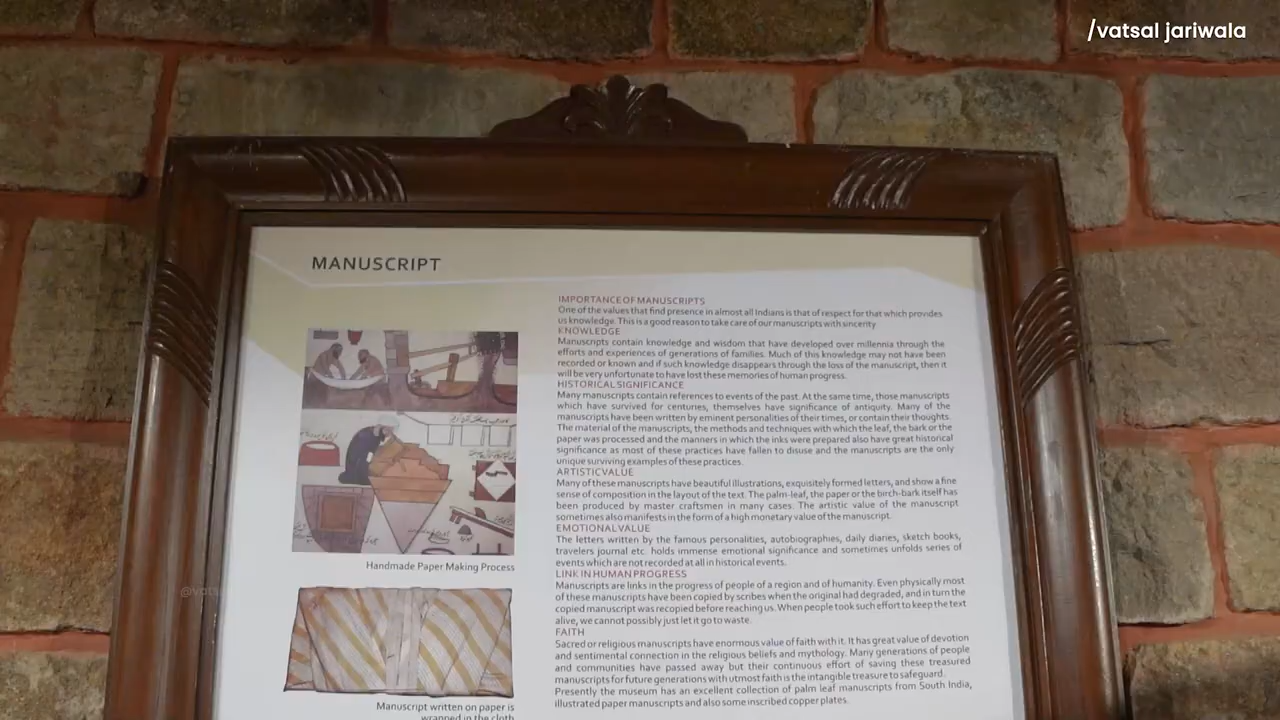 /vatsal jariwala
MANUSCRIPT
IMPORTANCE OF MANUSCRIPTS
One of the values that find presence in almost all Indians is that of respect for that which provides
us knowledge. This is a good reason to take care of our manuscripts with sincerity
KNOWLEDGE
Manuscripts contain knowledge and wisdom that have developed over millennia through the
efforts and experiences of generations of families. Much of this knowledge may not have been
recorded or known and if such knowledge disappears through the loss of the manuscript, then it
will be very unfortunate to have lost these memories of human progress.
HISTORICAL SIGNIFICANCE
Many manuscripts contain references to events of the past. At the same time, those manuscripts
which have survived for centuries, themselves have significance of antiquity. Many of the
manuscripts have been written by eminent personalities of their times, or contain their thoughts.
The material of the manuscripts, the methods and techniques with which the leaf, the bark or the
paper was processed and the manners in which the inks were prepared also have great historical
significance as most of these practices have fallen to disuse and the manuscripts are the only
unique surviving examples of these practices.
ARTISTIC VALUE
Many of these manuscripts have beautiful illustrations, exquisitely formed letters, and show a fine
sense of composition in the layout of the text. The palm-leaf, the paper or the birch-bark itself has
been produced by master craftsmen in many cases. The artistic value of the manuscript
sometimes also manifests in the form of a high monetary value of the manuscript.
EMOTIONAL VALUE
The letters written by the famous personalities, autobiographies, daily diaries, sketch books,
travelers journal etc. holds immense emotional significance and sometimes unfolds series of
events which are not recorded at all in historical events.
LINK IN HUMAN PROGRESS
Manuscripts are links in the progress of people of a region and of humanity. Even physically most
of these manuscripts have been copied by scribes when the original had degraded, and in turn the
copied manuscript was recopied before reaching us. When people took such effort to keep the text
alive, we cannot possibly just let it go to waste.
FAITH
Sacred or religious manuscripts have enormous value of faith with it. It has great value of devotion
and sentimental connection in the religious beliefs and mythology. Many generations of people
and communities have passed away but their continuous effort of saving these treasured
manuscripts for future generations with utmost faith is the intangible treasure to safeguard.
Presently the museum has an excellent collection of palm leaf manuscripts from South India,
illustrated paper manuscripts and also some inscribed copper plates.
Handmade Paper Making Process
Manuscript written on paper is
wrapped in the cloth